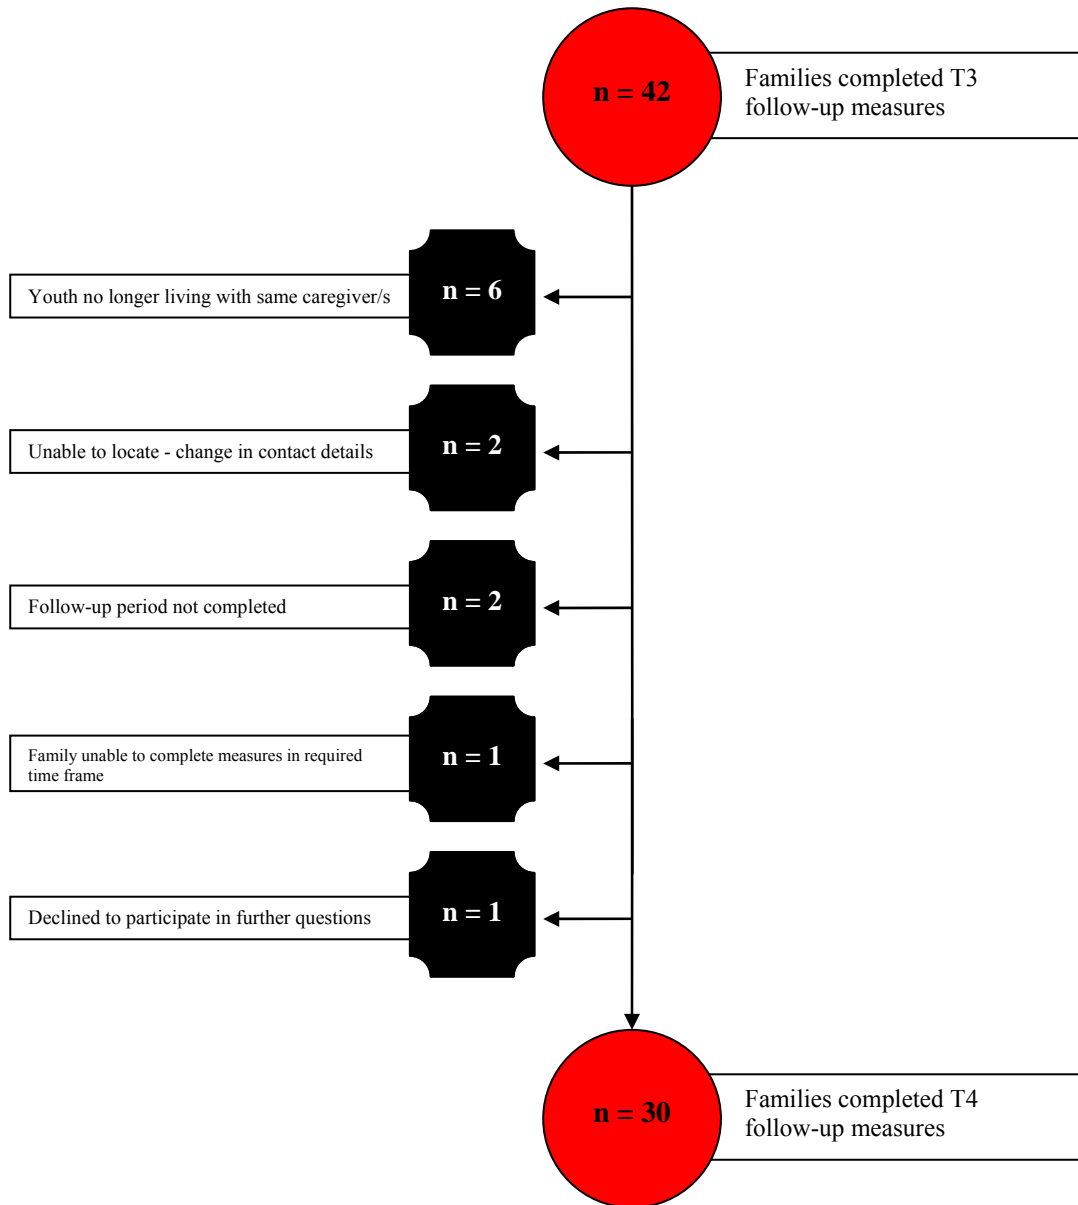 n = 42
Families completed T3
follow-up measures
Youth no longer living with same caregiver/s
n = 6
Unable to locate - change in contact details
n = 2
Follow-up period not completed
n = 2
Family unable to complete measures in required
time frame
n = 1
Declined to participate in further questions
n = 1
n = 30
Families completed T4
follow-up measures